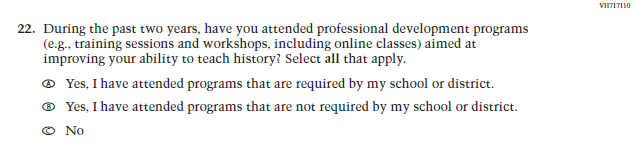 VH717110
22. During the past two years, have you attended professional development programs
(e.g., training sessions and workshops, including online classes) aimed at
improving your ability to teach history? Select all that apply.
Ⓐ Yes, I have attended programs that are required by my school or district.
Ⓑ Yes, I have attended programs that are not required by my school or district.
Ⓒ No